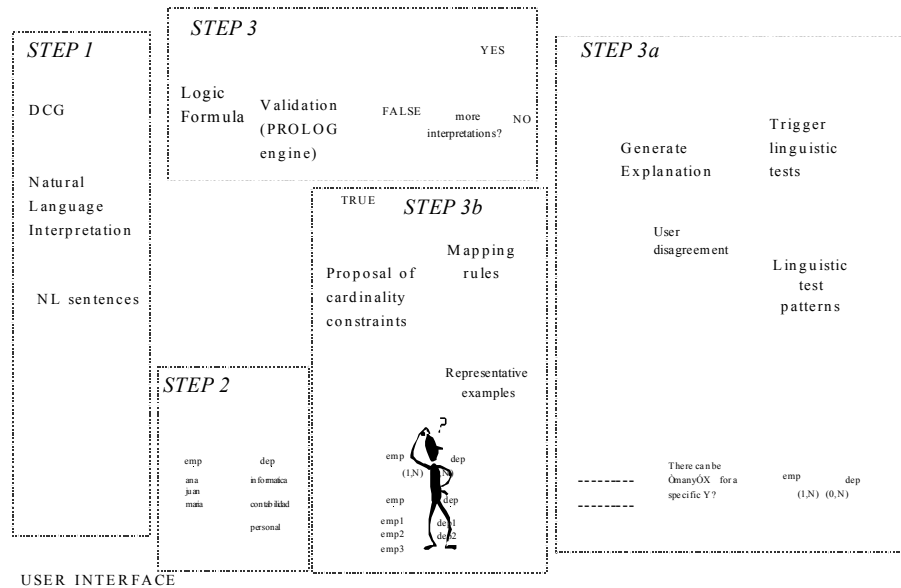 STEP 1
DCG
Natural
Language
Interpretation
NL sentences
STEP 3
YES
Logic
Formula
Validation
(PROLOG
engine)
FALSE
more
interpretations?
NO
STEP 3a
Generate
Explanation
Trigger
linguistic
tests
User
disagreement
Linguistic
test
patterns
There can be
ÒmanyÓX for a
specific Y?
emp dep
(1,N) (0,N)
TRUE
STEP 3b
Proposal of
cardinality
constraints
Mapping
rules
Representative
examples
?
emp dep
(1,N)
emp dep
emp1 dep1
emp2 dep2
emp3
STEP 2
emp dep
ana informatica
juan
maria contabilidad
personal
USER INTERFACE